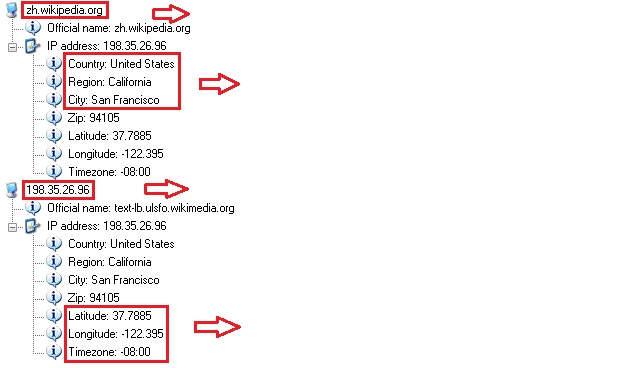 zh.wikipedia.org
Official name: zh.wikipedia.org
IP address: 198.35.26.96
Country: United States
Region: California
City: San Francisco
Zip: 94105
Latitude: 37.7885
Longitude: -122.395
Timezone: -08:00
198.35.26.96
Official name: text-lb.ulsfo.wikimedia.org
IP address: 198.35.26.96
Country: United States
Region: California
City: San Francisco
Zip: 94105
Latitude: 37.7885
Longitude: -122.395
Timezone: -08:00